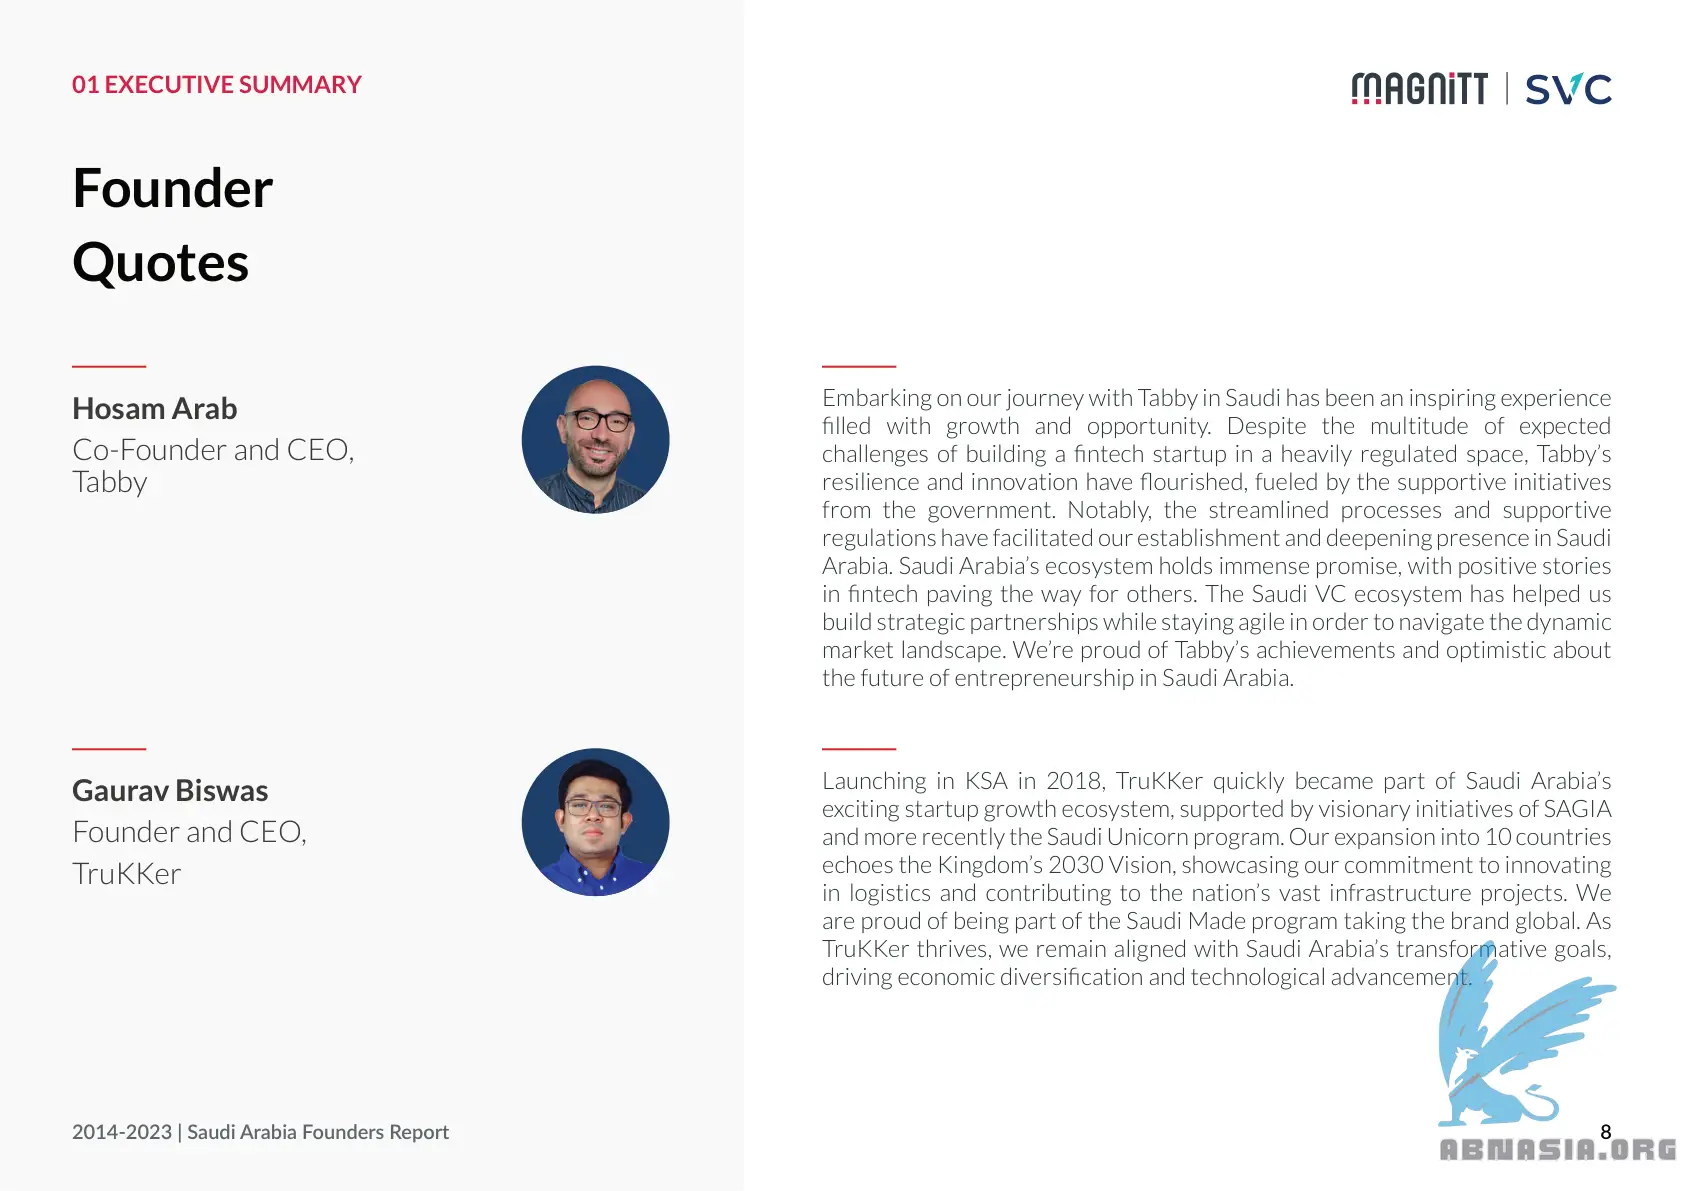 01 EXECUTIVE SUMMARY
MAGNiTT | SVC
Founder
Quotes
Hosam Arab
Co-Founder and CEO,
Tabby
Embarking on our journey with Tabby in Saudi has been an inspiring experience
filled with growth and opportunity. Despite the multitude of expected
challenges of building a fintech startup in a heavily regulated space, Tabby’s
resilience and innovation have flourished, fueled by the supportive initiatives
from the government. Notably, the streamlined processes and supportive
regulations have facilitated our establishment and deepening presence in Saudi
Arabia. Saudi Arabia’s ecosystem holds immense promise, with positive stories
in fintech paving the way for others. The Saudi VC ecosystem has helped us
build strategic partnerships while staying agile in order to navigate the dynamic
market landscape. We’re proud of Tabby’s achievements and optimistic about
the future of entrepreneurship in Saudi Arabia.
Gaurav Biswas
Founder and CEO,
TruKKer
Launching in KSA in 2018, TruKKer quickly became part of Saudi Arabia’s
exciting startup growth ecosystem, supported by visionary initiatives of SAGIA
and more recently the Saudi Unicorn program. Our expansion into 10 countries
echoes the Kingdom’s 2030 Vision, showcasing our commitment to innovating
in logistics and contributing to the nation’s vast infrastructure projects. We
are proud of being part of the Saudi Made program taking the brand global. As
TruKKer thrives, we remain aligned with Saudi Arabia’s transformative goals,
driving economic diversification and technological advancement.
2014-2023 | Saudi Arabia Founders Report
8
ABNASIA.ORG